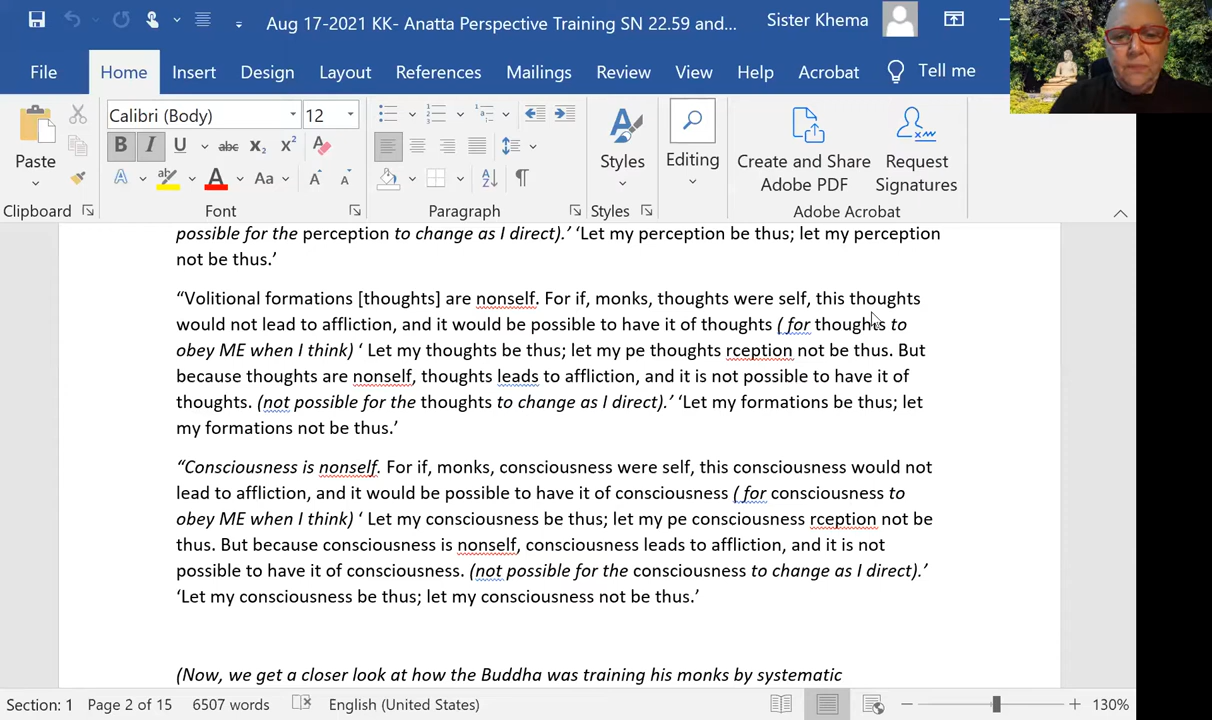 Aug 17-2021 KK- Anatta Perspective Training SN 22.59 and...
Sister Khema
File Home Insert Design Layout References Mailings Review View Help Acrobat Tell me
Calibri (Body) 12
Paste
Styles
Editing
Create and Share Adobe PDF
Request Signatures
Clipboard Font Paragraph Styles Adobe Acrobat
possible for the perception to change as I direct).’ ‘Let my perception be thus; let my perception
not be thus.’
“Volitional formations [thoughts] are nonself. For if, monks, thoughts were self, this thoughts
would not lead to affliction, and it would be possible to have it of thoughts ( for thoughts to
obey ME when I think) ‘ Let my thoughts be thus; let my pe thoughts rception not be thus. But
because thoughts are nonself, thoughts leads to affliction, and it is not possible to have it of
thoughts. (not possible for the thoughts to change as I direct).’ ‘Let my formations be thus; let
my formations not be thus.’
“Consciousness is nonself. For if, monks, consciousness were self, this consciousness would not
lead to affliction, and it would be possible to have it of consciousness ( for consciousness to
obey ME when I think) ‘ Let my consciousness be thus; let my pe consciousness rception not be
thus. But because consciousness is nonself, consciousness leads to affliction, and it is not
possible to have it of consciousness. (not possible for the consciousness to change as I direct).’
‘Let my consciousness be thus; let my consciousness not be thus.’
(Now, we get a closer look at how the Buddha was training his monks by systematic
Section: 1 Page 2 of 15 6507 words English (United States) 130%